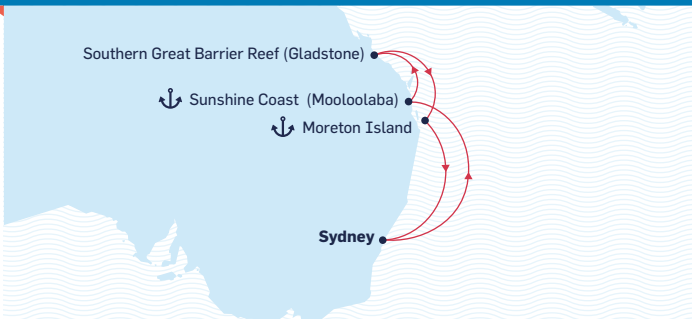 Southern Great Barrier Reef (Gladstone)
Sunshine Coast (Mooloolaba)
Moreton Island
Sydney